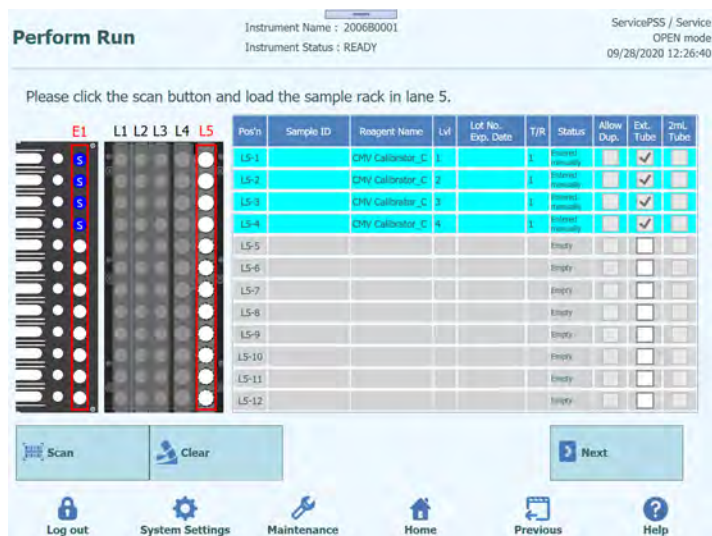 Perform Run
Instrument Name : 2006B0001
Instrument Status : READY
ServicePSS / Service
OPEN mode
09/28/2020 12:26:40
Please click the scan button and load the sample rack in lane 5.
E1 L1 L2 L3 L4 L5
Pos'n Sample ID Reagent Name Lvl Lot No.. Exp. Date T/R Status Allow Dup. Ext. Tube 2mL Tube
L5-1 CMV Calibrator_C 1 1 Entered manually
L5-2 CMV Calibrator_C 2 1 Entered manually
L5-3 CMV Calibrator_C 3 1 Entered manually
L5-4 CMV Calibrator_C 4 1 Entered manually
L5-5 Empty
L5-6 Empty
L5-7 Empty
L5-8 Empty
L5-9 Empty
L5-10 Empty
L5-11 Empty
L5-12 Empty
S
S
S
S
Scan
Clear
Next
Log out
System Settings
Maintenance
Home
Previous
Help